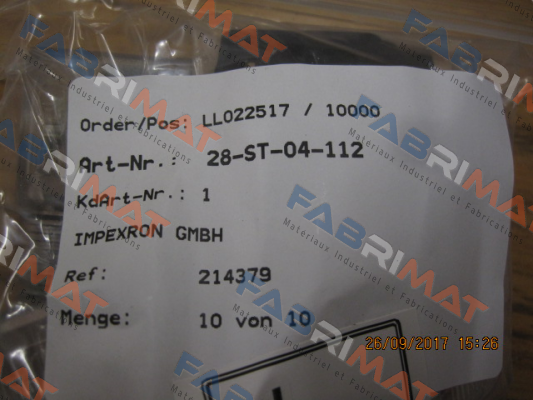 Order/Pos: LL022517 / 10000
Art-Nr.: 28-ST-04-112
KdArt-Nr.: 1
IMPEXRON GMBH
Ref: 214379
Menge: 10 von 10
26/09/2017 15:26
FABRIMAT
Materiaux Industriel et Fabrications